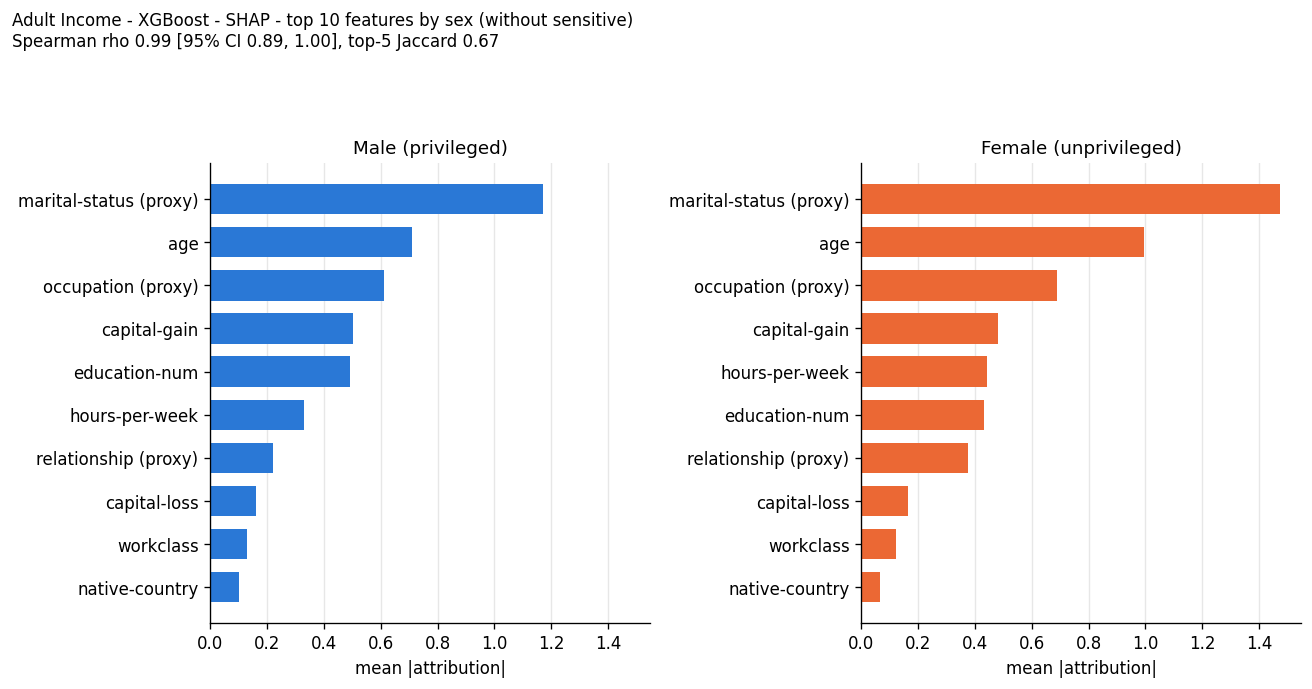 Adult Income - XGBoost - SHAP - top 10 features by sex (without sensitive)
Spearman rho 0.99 [95% CI 0.89, 1.00], top-5 Jaccard 0.67
Male (privileged)
marital-status (proxy)
age
occupation (proxy)
capital-gain
education-num
hours-per-week
relationship (proxy)
capital-loss
workclass
native-country
0.0 0.2 0.4 0.6 0.8 1.0 1.2 1.4
mean |attribution|
Female (unprivileged)
marital-status (proxy)
age
occupation (proxy)
capital-gain
hours-per-week
education-num
relationship (proxy)
capital-loss
workclass
native-country
0.0 0.2 0.4 0.6 0.8 1.0 1.2 1.4
mean |attribution|